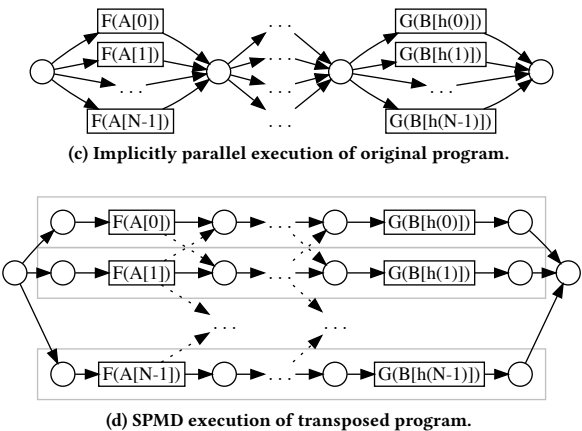 F(A[0]) . . . G(B[h(0)])
F(A[1]) . . . G(B[h(1)])
. . . . . . . . .
F(A[N-1]) . . . G(B[h(N-1)])
(c) Implicitly parallel execution of original program.
F(A[0]) . . . G(B[h(0)])
F(A[1]) . . . G(B[h(1)])
. . . . . .
F(A[N-1]) . . . G(B[h(N-1)])
(d) SPMD execution of transposed program.